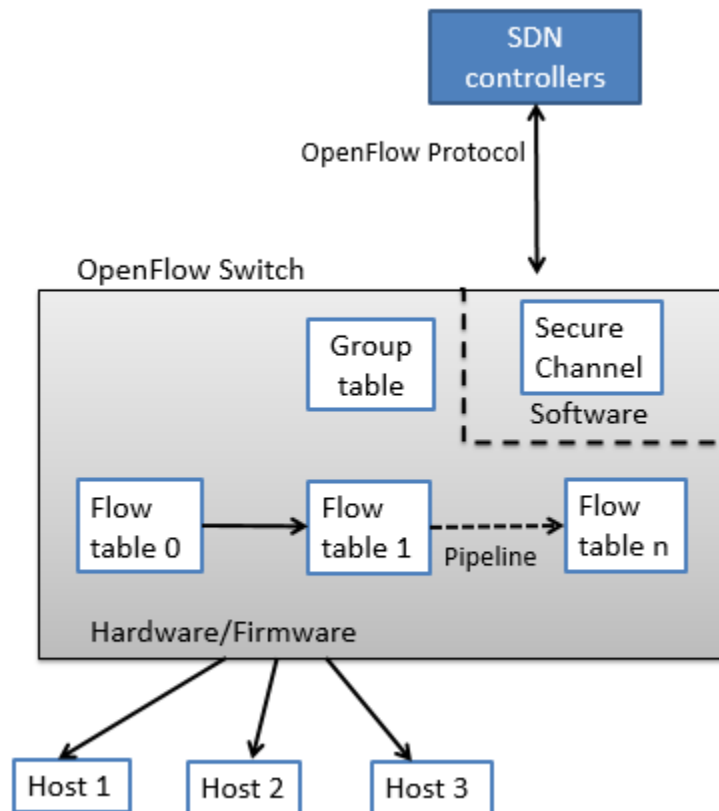 SDN
controllers
OpenFlow Protocol
OpenFlow Switch
Group
table
Secure
Channel
Software
Flow
table 0
Flow
table 1
Pipeline
Flow
table n
Hardware/Firmware
Host 1
Host 2
Host 3